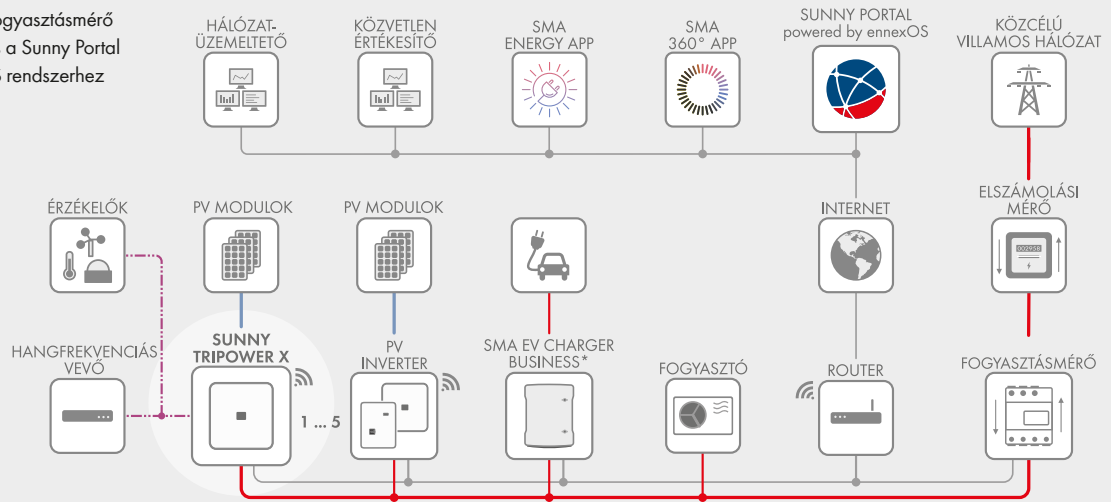 ogyasztásmérő
a Sunny Portal
rendszerhez
HÁLÓZAT-
ÜZEMELTETŐ
KÖZVETLEN
ÉRTÉKESÍTŐ
SMA
ENERGY APP
SMA
360° APP
SUNNY PORTAL
powered by ennexOS
KÖZCÉLÚ
VILLAMOS HÁLÓZAT
ÉRZÉKELŐK
PV MODULOK
PV MODULOK
INTERNET
ELSZÁMOLÁSI
MÉRŐ
002938
HANGFREKVENCIÁS
VEVŐ
SUNNY
TRIPOWER X
1 ... 5
PV
INVERTER
SMA EV CHARGER
BUSINESS*
FOGYASZTÓ
ROUTER
FOGYASZTÁSMÉRŐ